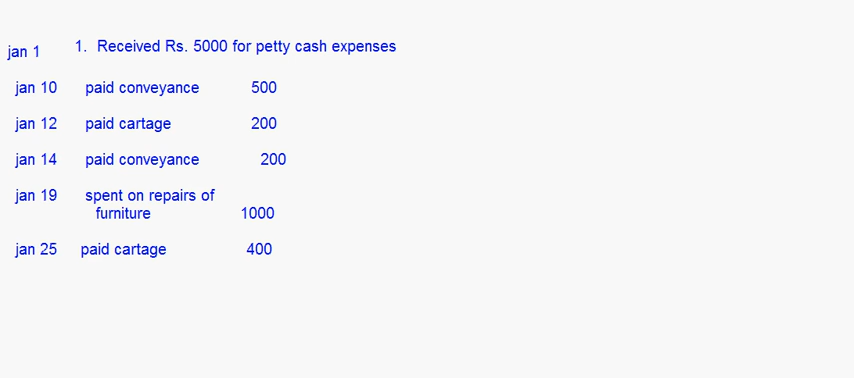 jan 1 1. Received Rs. 5000 for petty cash expenses
jan 10 paid conveyance 500
jan 12 paid cartage 200
jan 14 paid conveyance 200
jan 19 spent on repairs of
furniture 1000
jan 25 paid cartage 400